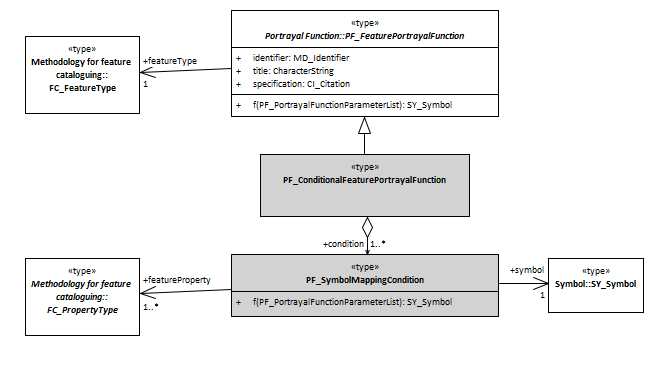 «type»
Portrayal Function::PF_FeaturePortrayalFunction
+ identifier: MD_Identifier
+ title: CharacterString
+ specification: CI_Citation
+ f(PF_PortrayalFunctionParameterList): SY_Symbol
«type»
Methodology for feature
cataloguing::
FC_FeatureType
+featureType
1
«type»
PF_ConditionalFeaturePortrayalFunction
+condition 1..*
«type»
Methodology for feature
cataloguing::
FC_PropertyType
+featureProperty
1..*
«type»
PF_SymbolMappingCondition
+ f(PF_PortrayalFunctionParameterList): SY_Symbol
+symbol
1
«type»
Symbol::SY_Symbol